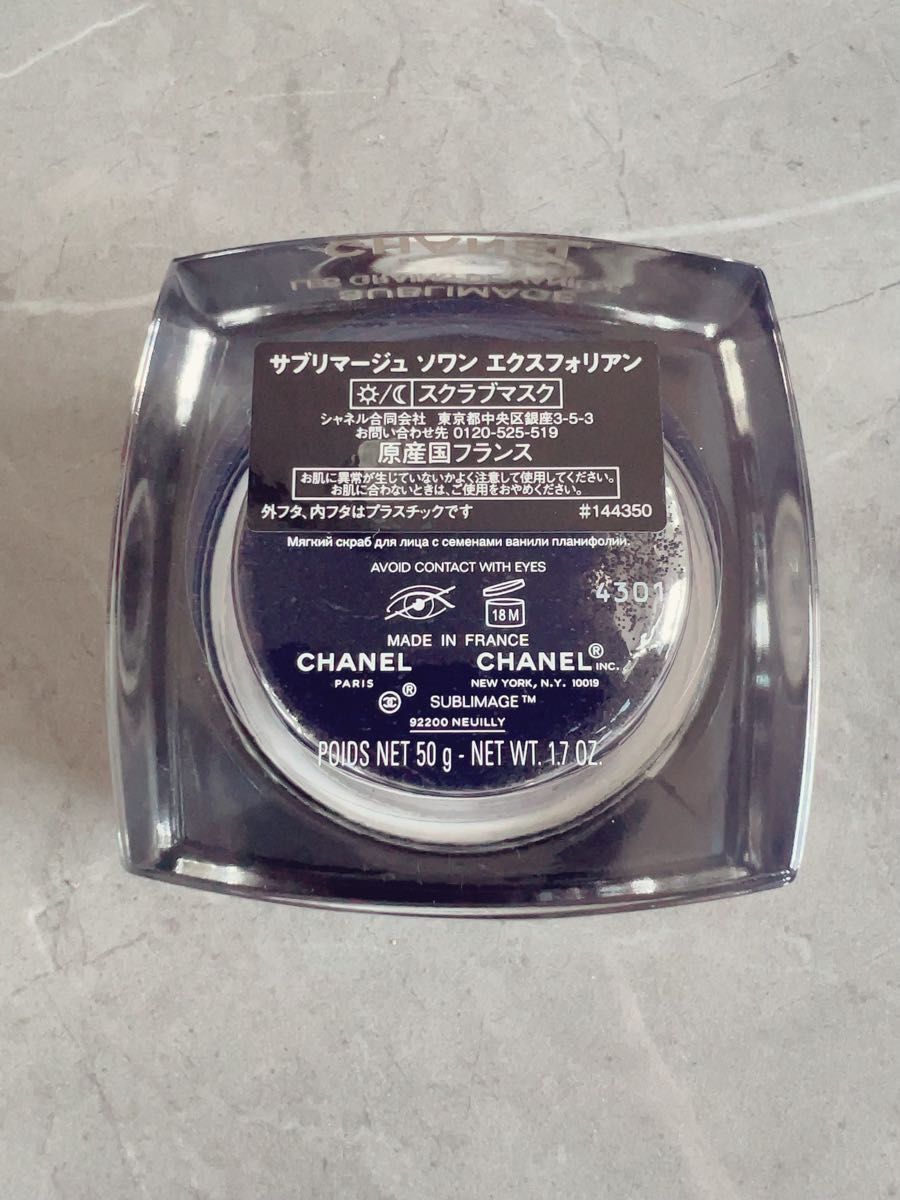 サブリマージュ ソワン エクスフォリアン
/ スクラブマスク
シャネル合同会社 東京都中央区銀座3-5-3
お問い合わせ先 0120-525-519
原産国フランス
お肌に異常が生じていないかよく注意して使用してください。
お肌に合わないときは、ご使用をおやめください。
外フタ、内フタはプラスチックです #144350
Мягкий скраб для лица с семенами ванили планифолии.
AVOID CONTACT WITH EYES
4301
18 M
MADE IN FRANCE
CHANEL CHANEL® INC.
PARIS NEW YORK, N.Y. 10019
® SUBLIMAGE™
92200 NEUILLY
POIDS NET 50 g - NET WT. 1.7 OZ.